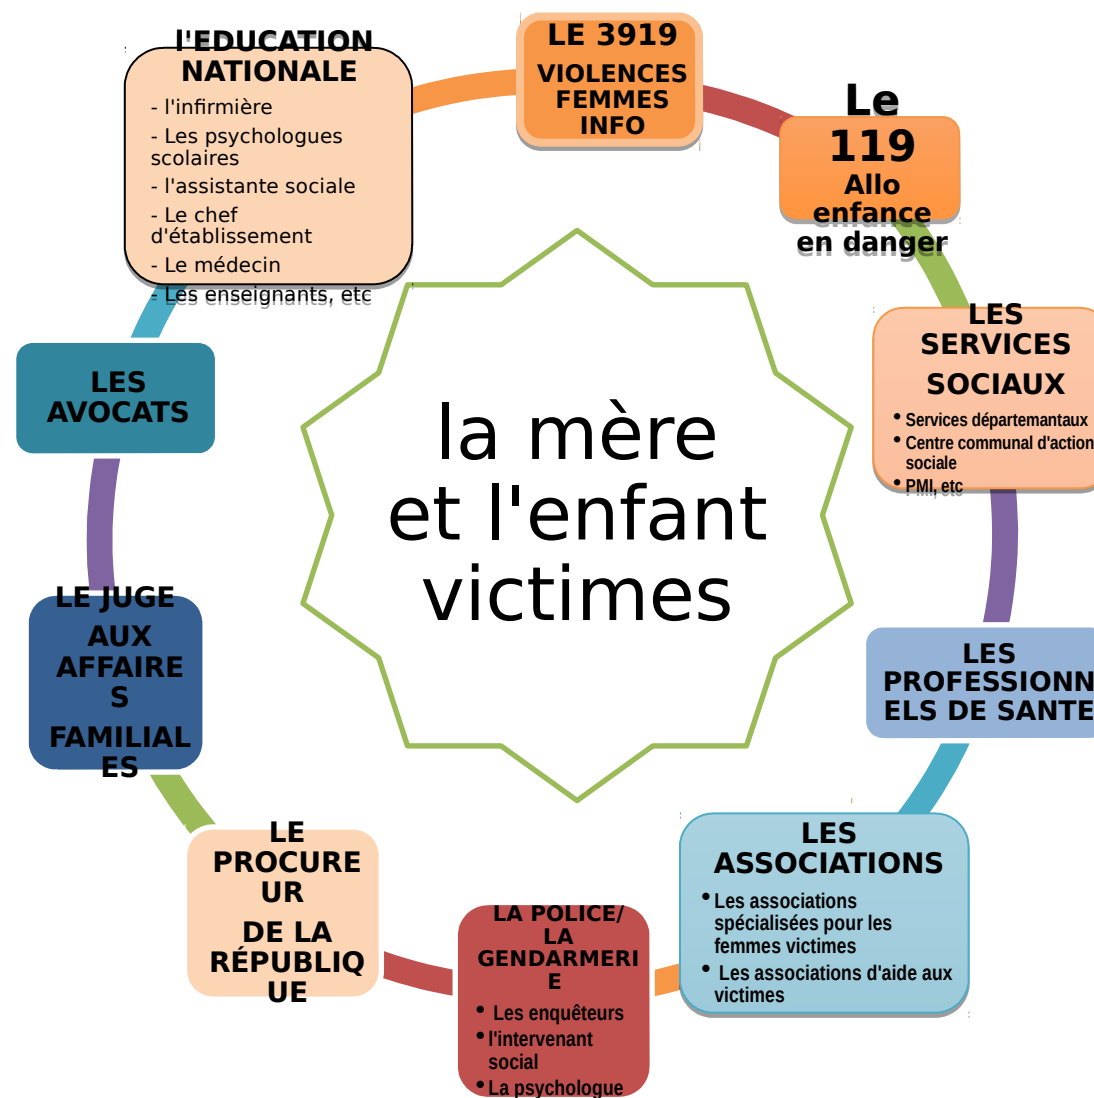 l'EDUCATION
NATIONALE
- l'infirmière
- Les psychologues
scolaires
- l'assistante sociale
- Le chef
d'établissement
- Le médecin
- Les enseignants, etc
LE 3919
VIOLENCES
FEMMES
INFO
Le
119
Allo
enfance
en danger
LES
SERVICES
SOCIAUX
• Services départemantaux
• Centre communal d'action
sociale
• PMI, etc
LES
PROFESSIONN
ELS DE SANTE
LES
ASSOCIATIONS
• Les associations
spécialisées pour les
femmes victimes
• Les associations d'aide aux
victimes
LA POLICE/
LA
GENDARMERI
E
• Les enquêteurs
• l'intervenant
social
• La psychologue
LE
PROCURE
UR
DE LA
RÉPUBLIQ
UE
LE JUGE
AUX
AFFAIRE
S
FAMILIAL
ES
LES
AVOCATS
la mère
et l'enfant
victimes